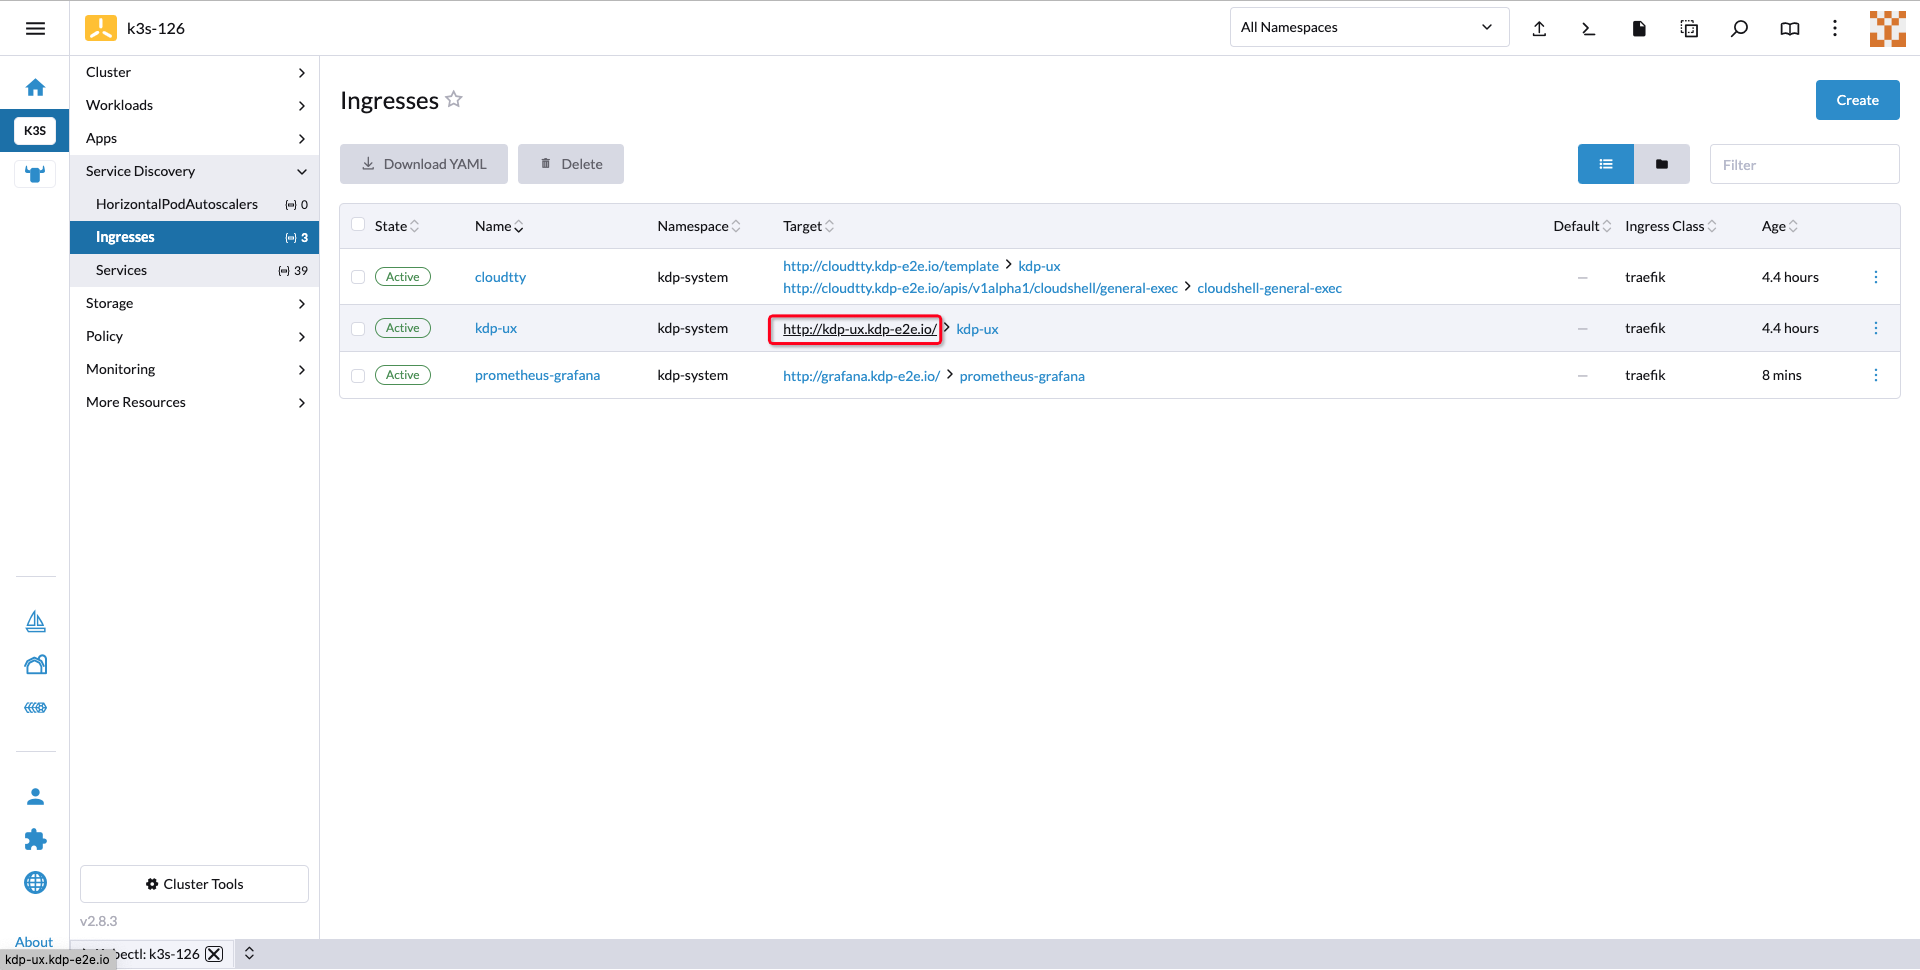 k3s-126
All Namespaces
Cluster
Workloads
Apps
Service Discovery
HorizontalPodAutoscalers 0
Ingresses 3
Services 39
Storage
Policy
Monitoring
More Resources
K3S
Cluster Tools
v2.8.3
About
Ingresses
Create
Download YAML
Delete
Filter
State Name Namespace Target Default Ingress Class Age
Active cloudtty kdp-system http://cloudtty.kdp-e2e.io/template > kdp-ux — traefik 4.4 hours
http://cloudtty.kdp-e2e.io/apis/v1alpha1/cloudshell/general-exec > cloudshell-general-exec
Active kdp-ux kdp-system http://kdp-ux.kdp-e2e.io/ > kdp-ux — traefik 4.4 hours
Active prometheus-grafana kdp-system http://grafana.kdp-e2e.io/ > prometheus-grafana — traefik 8 mins
bectl: k3s-126
kdp-ux.kdp-e2e.io